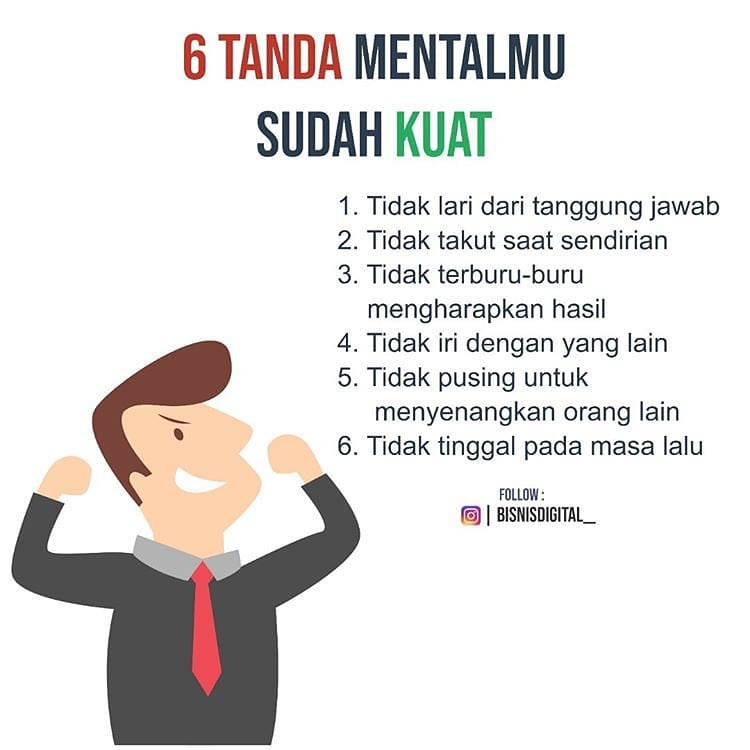 6 TANDA MENTALMU
SUDAH KUAT
1. Tidak lari dari tanggung jawab
2. Tidak takut saat sendirian
3. Tidak terburu-buru
mengharapkan hasil
4. Tidak iri dengan yang lain
5. Tidak pusing untuk
menyenangkan orang lain
6. Tidak tinggal pada masa lalu
FOLLOW :
| BISNISDIGITAL__